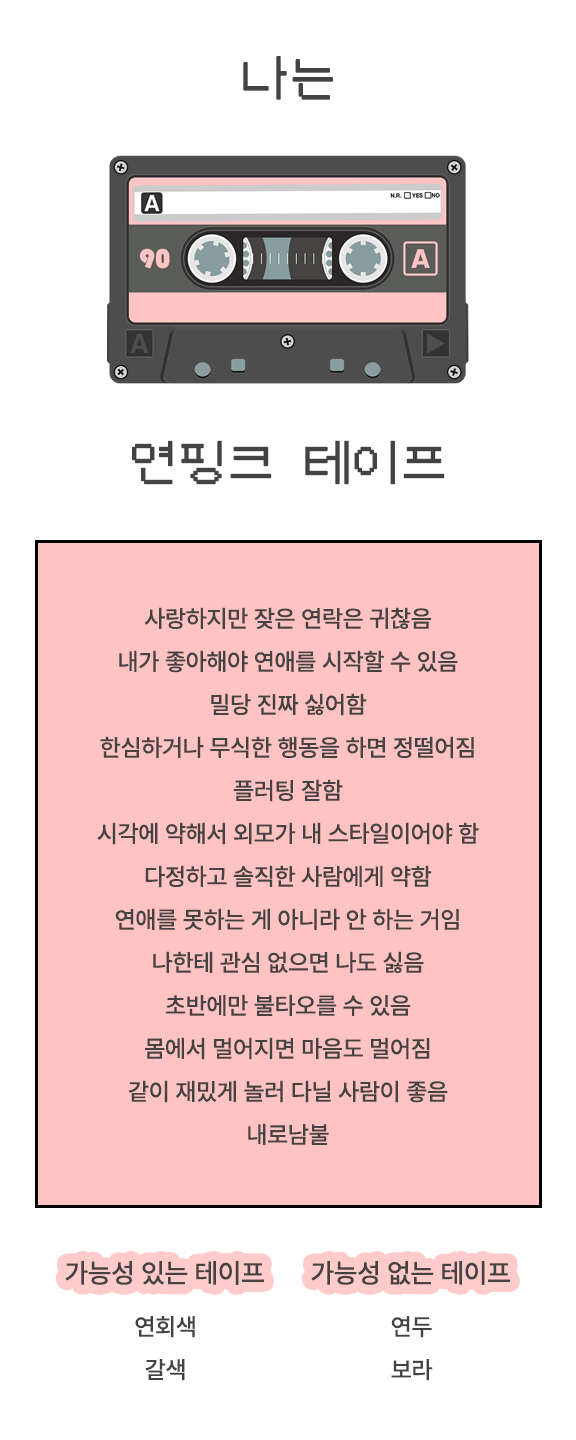 나는
A
N.R. YES NO
90
A
A
연핑크 테이프
사랑하지만 잦은 연락은 귀찮음
내가 좋아해야 연애를 시작할 수 있음
밀당 진짜 싫어함
한심하거나 무식한 행동을 하면 정떨어짐
플러팅 잘함
시각에 약해서 외모가 내 스타일이어야 함
다정하고 솔직한 사람에게 약함
연애를 못하는 게 아니라 안 하는 거임
나한테 관심 없으면 나도 싫음
초반에만 불타오를 수 있음
몸에서 멀어지면 마음도 멀어짐
같이 재밌게 놀러 다닐 사람이 좋음
내로남불
가능성 있는 테이프
연회색
갈색
가능성 없는 테이프
연두
보라